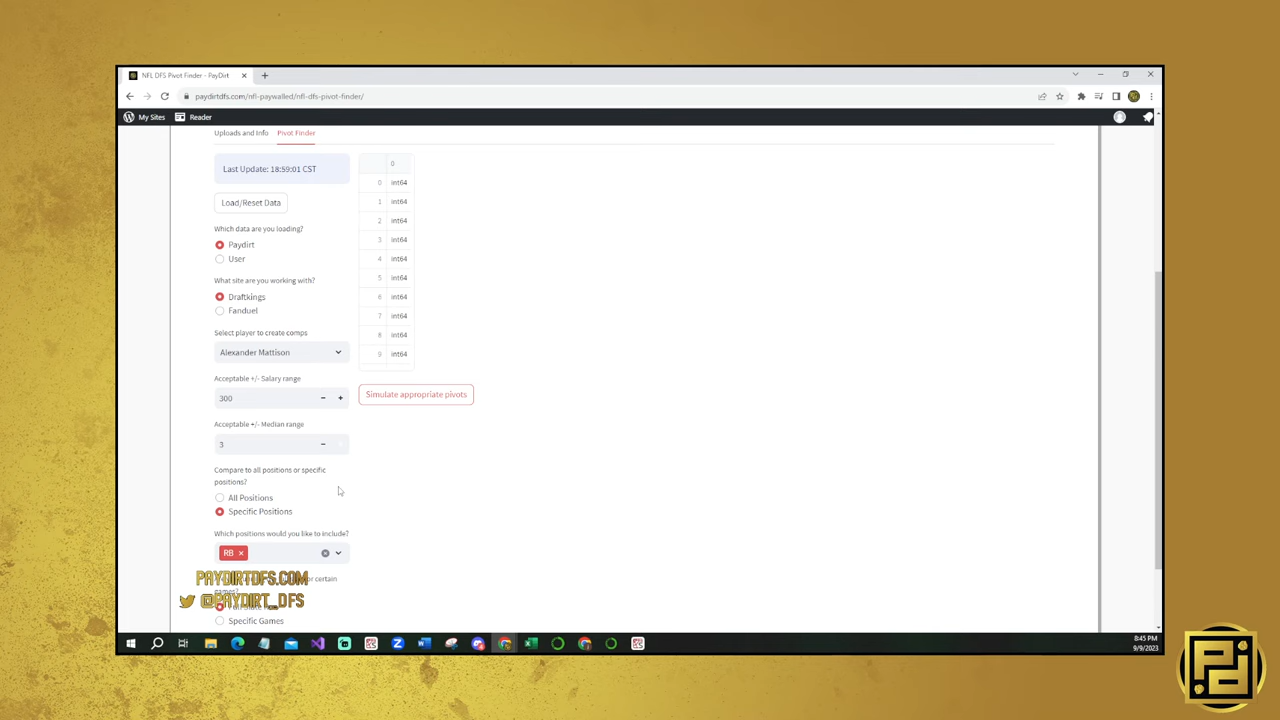 NFL DFS Pivot Finder - PayDirt
paydirtdfs.com/nfl-paywalled/nfl-dfs-pivot-finder/
My Sites Reader
Uploads and Info Pivot Finder
Last Update: 18:59:01 CST
Load/Reset Data
Which data are you loading?
Paydirt
User
What site are you working with?
Draftkings
Fanduel
Select player to create comps
Alexander Mattison
Acceptable +/- Salary range
300
Acceptable +/- Median range
3
Compare to all positions or specific
positions?
All Positions
Specific Positions
Which positions would you like to include?
RB
or certain
games?
Specific Games
0
0 int64
1 int64
2 int64
3 int64
4 int64
5 int64
6 int64
7 int64
8 int64
9 int64
Simulate appropriate pivots
PAYDIRTDFS.COM
@PAYDIRT_DFS
8:45 PM
9/9/2023